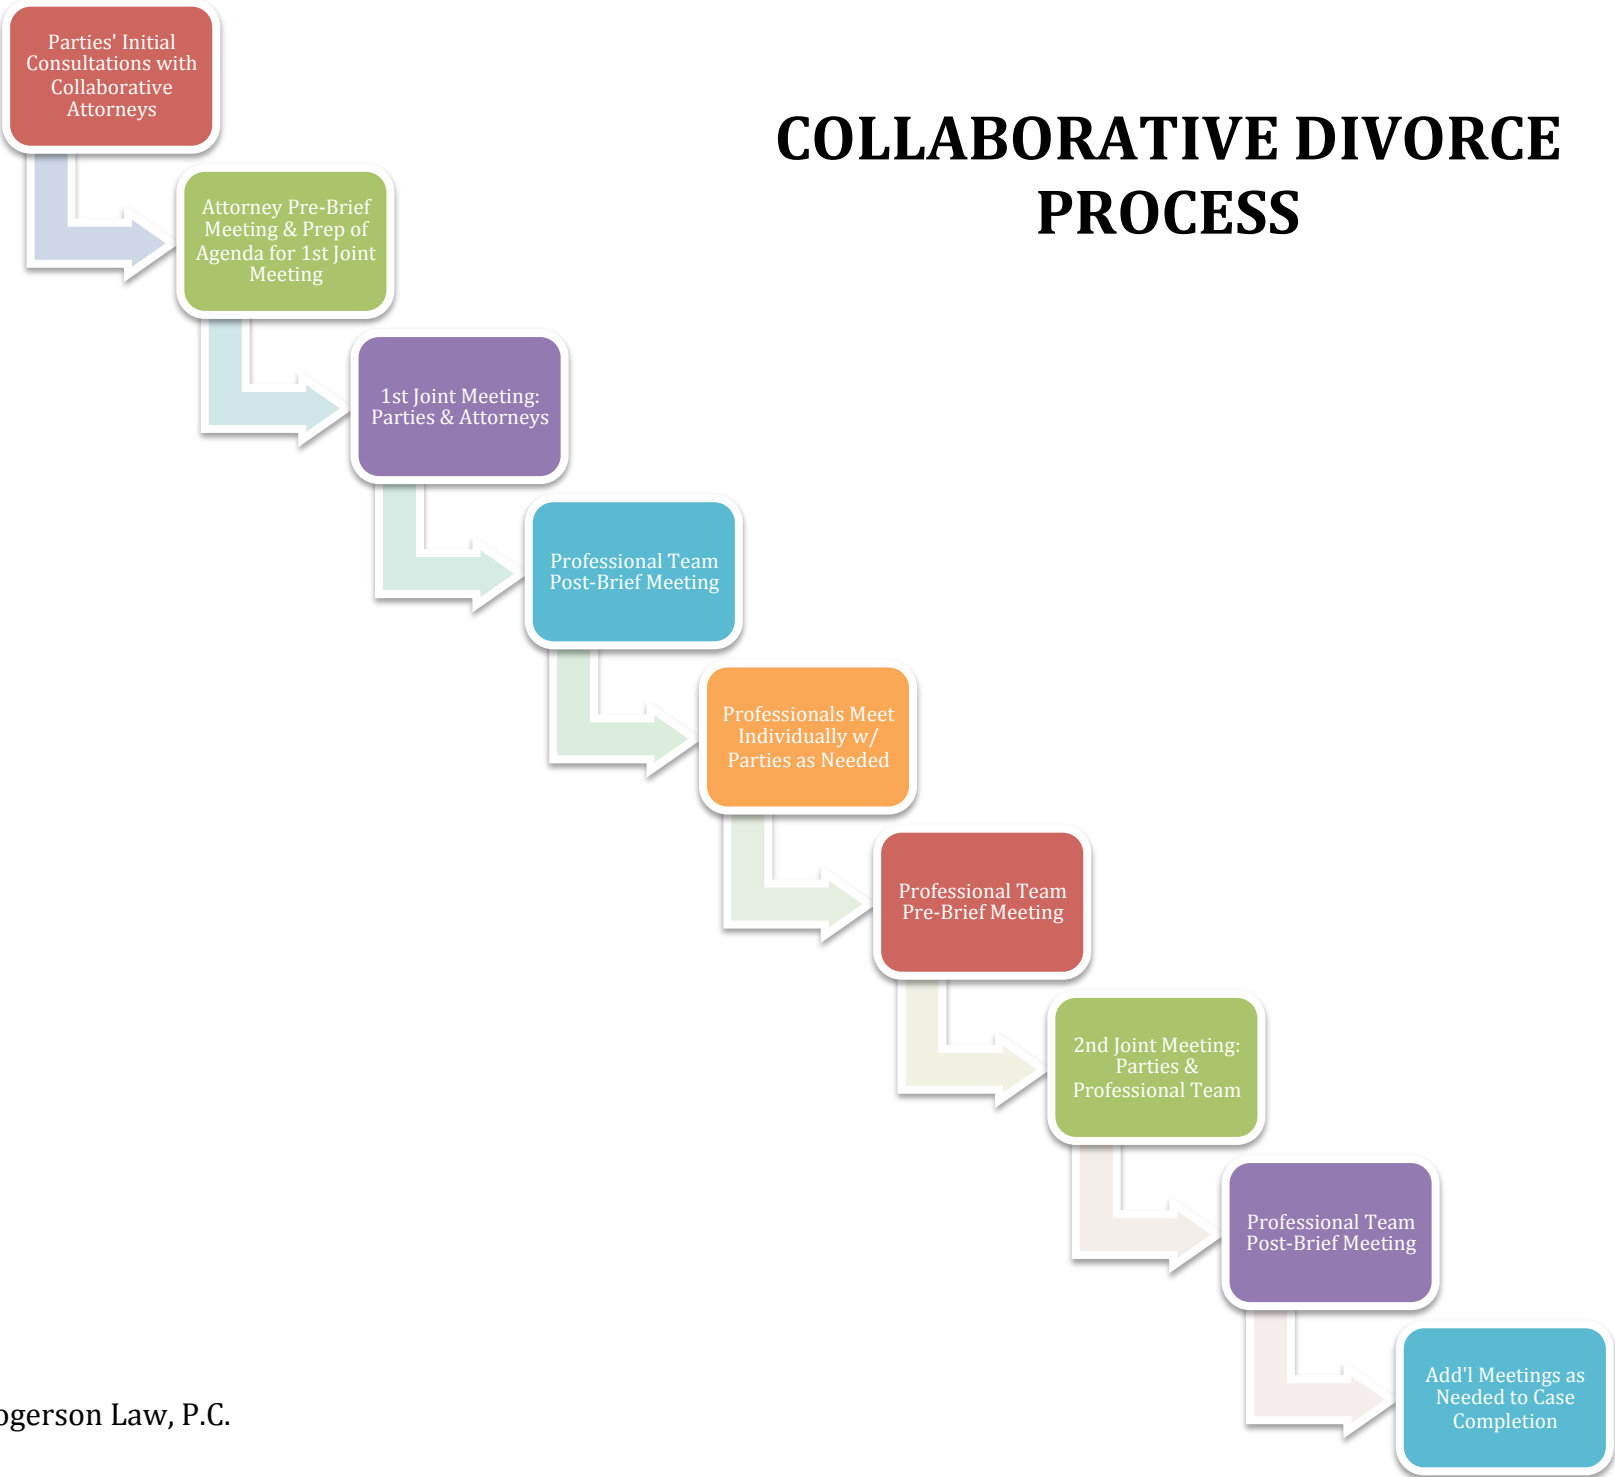 Parties' Initial
Consultations with
Collaborative
Attorneys
COLLABORATIVE DIVORCE
PROCESS
Attorney Pre-Brief
Meeting & Prep of
Agenda for 1st Joint
Meeting
1st Joint Meeting:
Parties & Attorneys
Professional Team
Post-Brief Meeting
Professionals Meet
Individually w/
Parties as Needed
Professional Team
Pre-Brief Meeting
2nd Joint Meeting:
Parties &
Professional Team
Professional Team
Post-Brief Meeting
Add'l Meetings as
Needed to Case
Completion
Law, P.C.